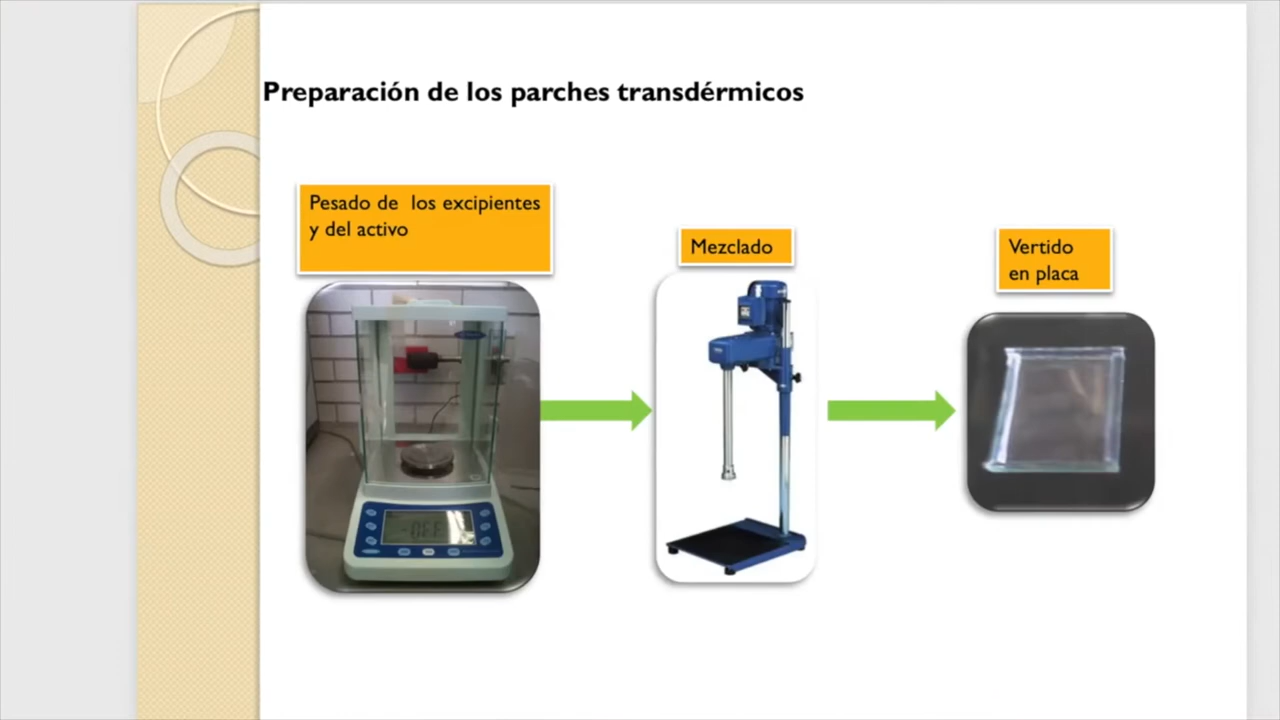 Preparación de los parches transdérmicos
Pesado de los excipientes
y del activo
Mezclado
Vertido
en placa